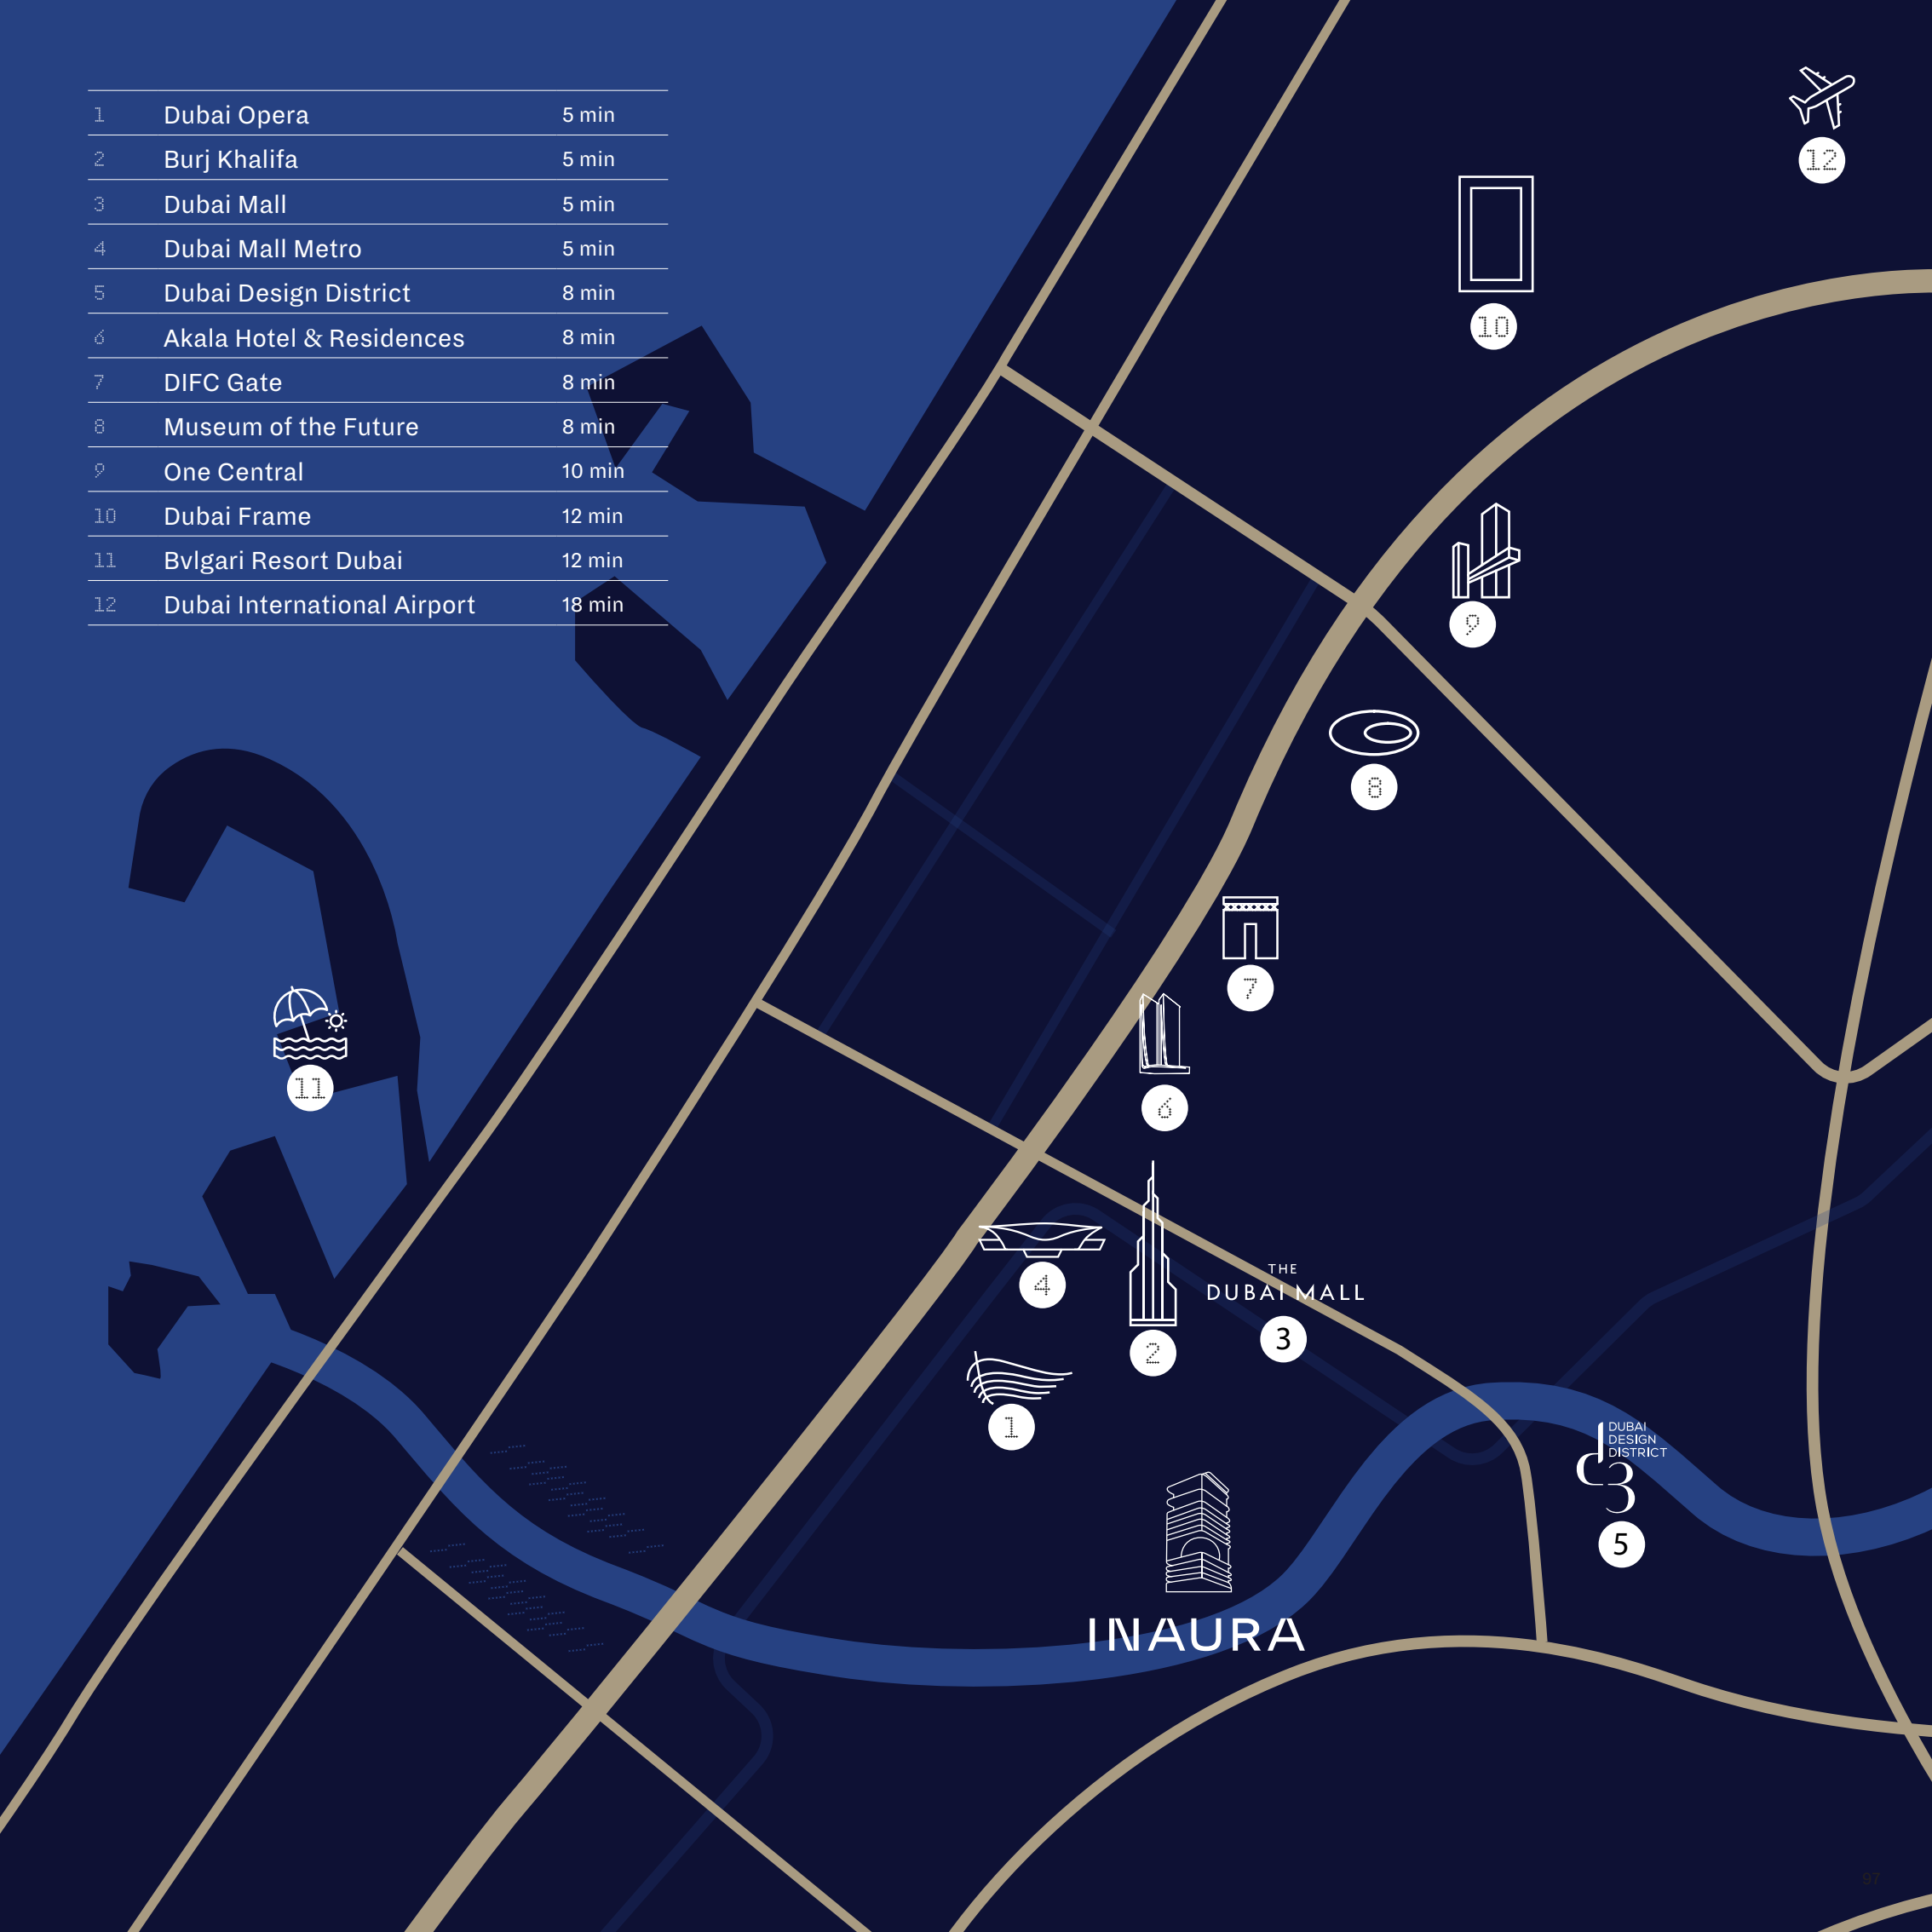 1 Dubai Opera 5 min
2 Burj Khalifa 5 min
3 Dubai Mall 5 min
4 Dubai Mall Metro 5 min
5 Dubai Design District 8 min
6 Akala Hotel & Residences 8 min
7 DIFC Gate 8 min
8 Museum of the Future 8 min
9 One Central 10 min
10 Dubai Frame 12 min
11 Bvlgari Resort Dubai 12 min
12 Dubai International Airport 18 min
12
10
9
8
7
6
11
4
THE
DUBAI MALL
3
2
1
DUBAI
DESIGN
DISTRICT
d3
5
INAURA
97